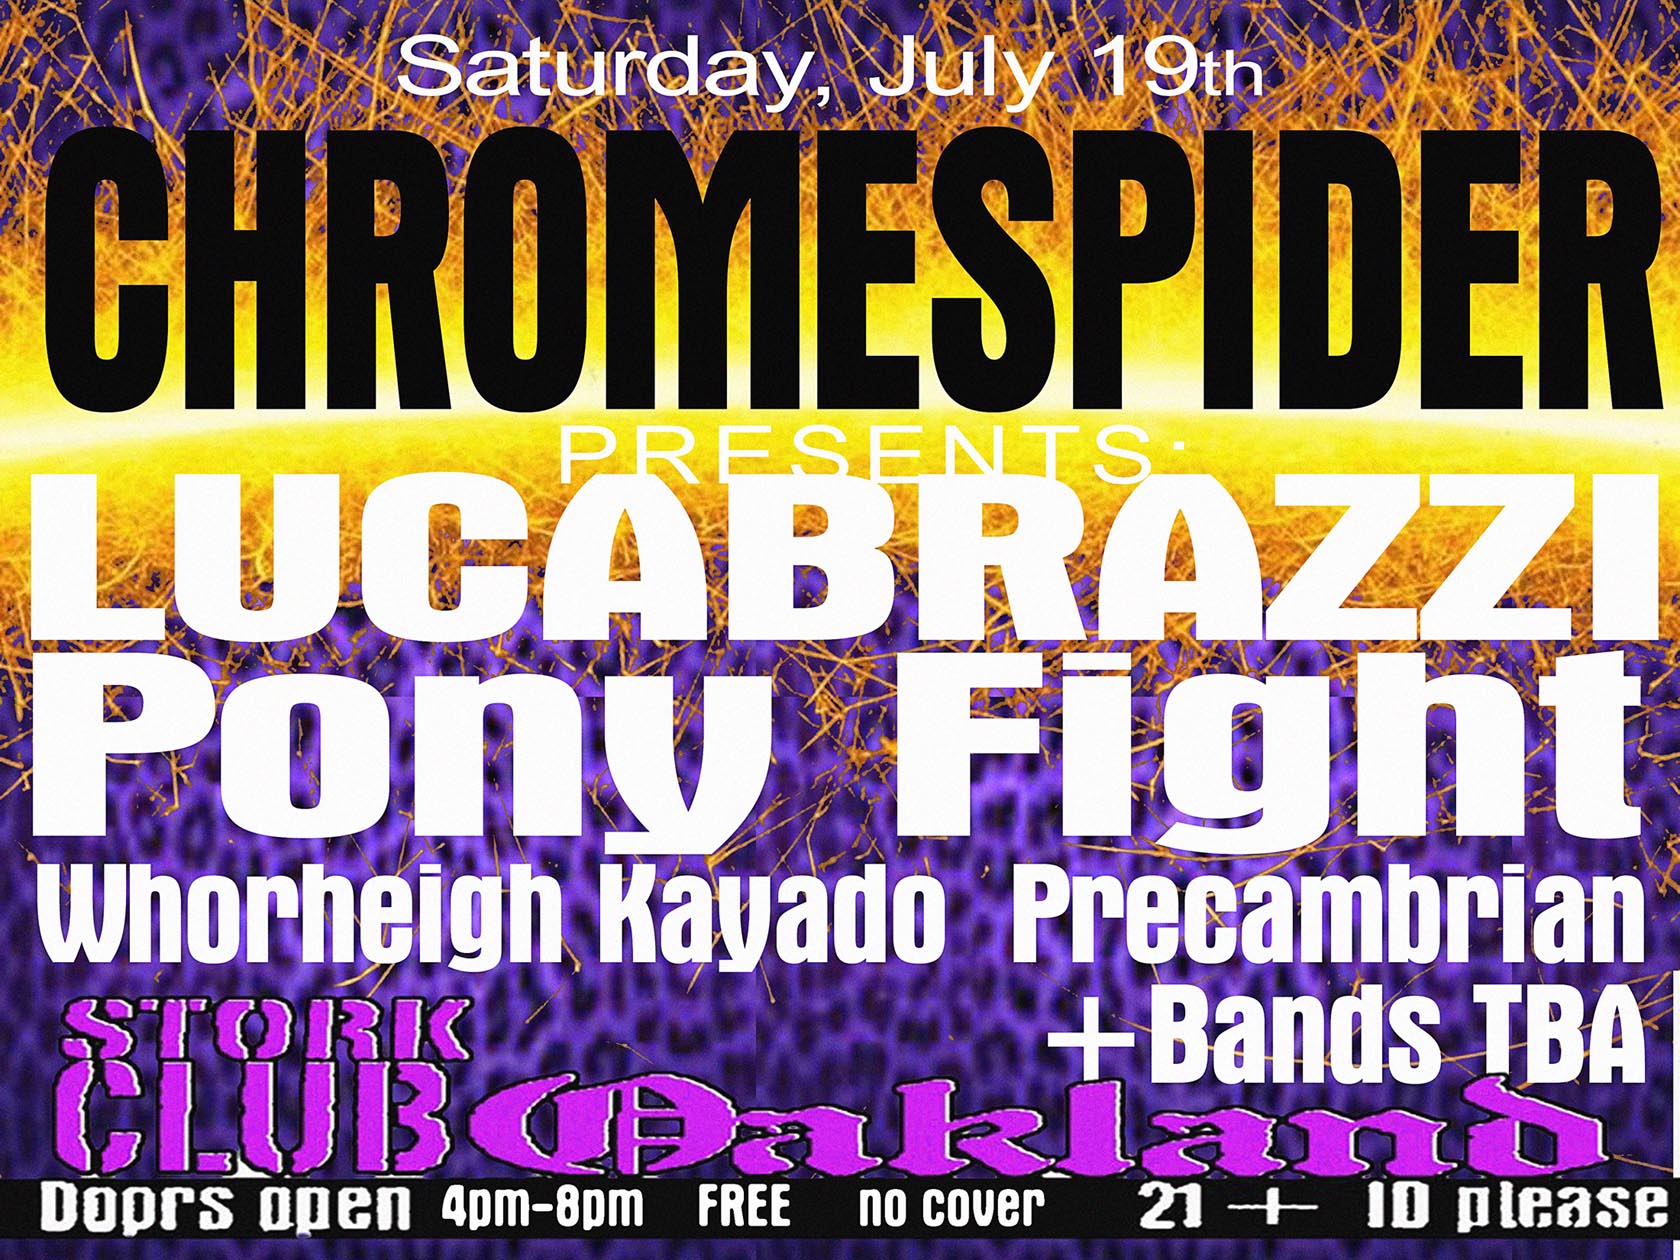 Saturday, July 19th
CHROMESPIDER
PRESENTS:
LUCABRAZZI
Pony Fight
Whorheigh Kayado Precambrian
+Bands TBA
STORK
CLUB Oakland
Doors open 4pm-8pm FREE no cover 21 + ID please